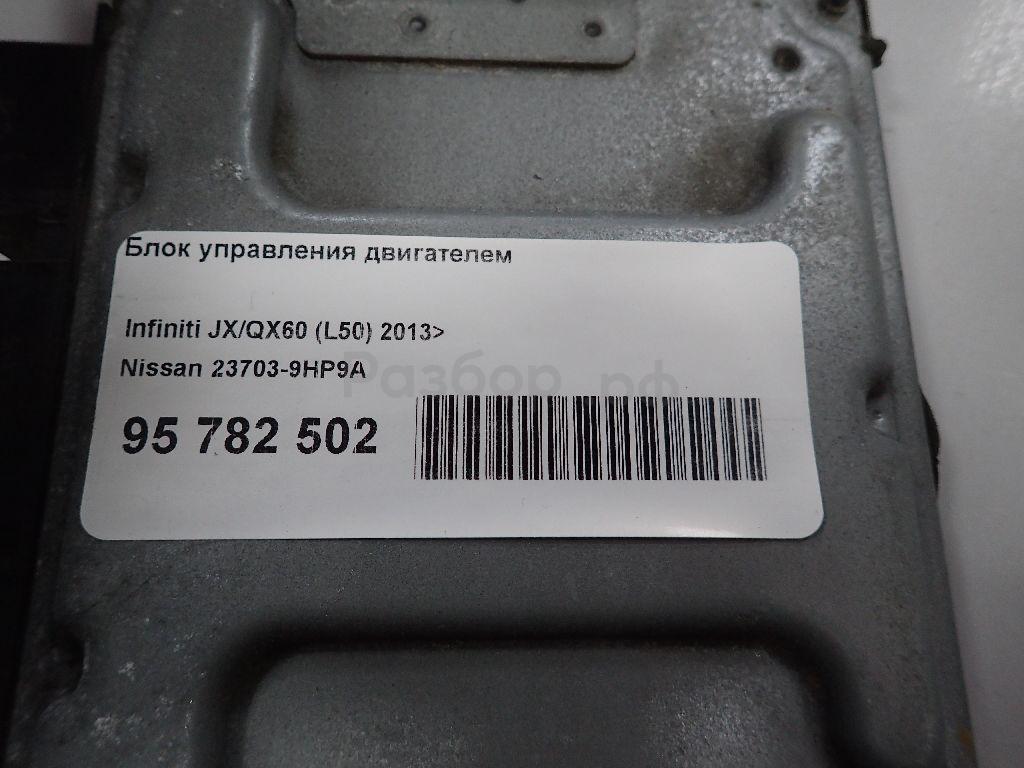 Блок управления двигателем
Infiniti JX/QX60 (L50) 2013>
Nissan 23703-9HP9A
Разбор.рф
95 782 502